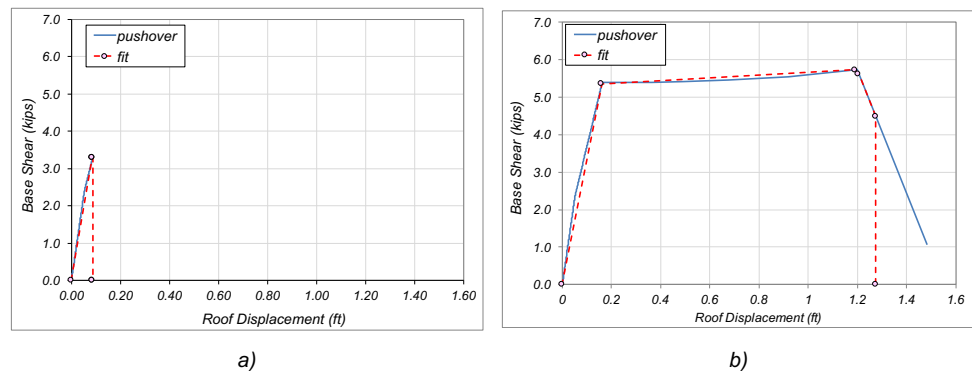 7.0
6.0
5.0
4.0
3.0
2.0
1.0
0.0
Base Shear (kips)
pushover
fit
0.00 0.20 0.40 0.60 0.80 1.00 1.20 1.40 1.60
Roof Displacement (ft)
a)
7.0
6.0
5.0
4.0
3.0
2.0
1.0
0.0
Base Shear (kips)
pushover
fit
0 0.2 0.4 0.6 0.8 1.0 1.2 1.4 1.6
Roof Displacement (ft)
b)